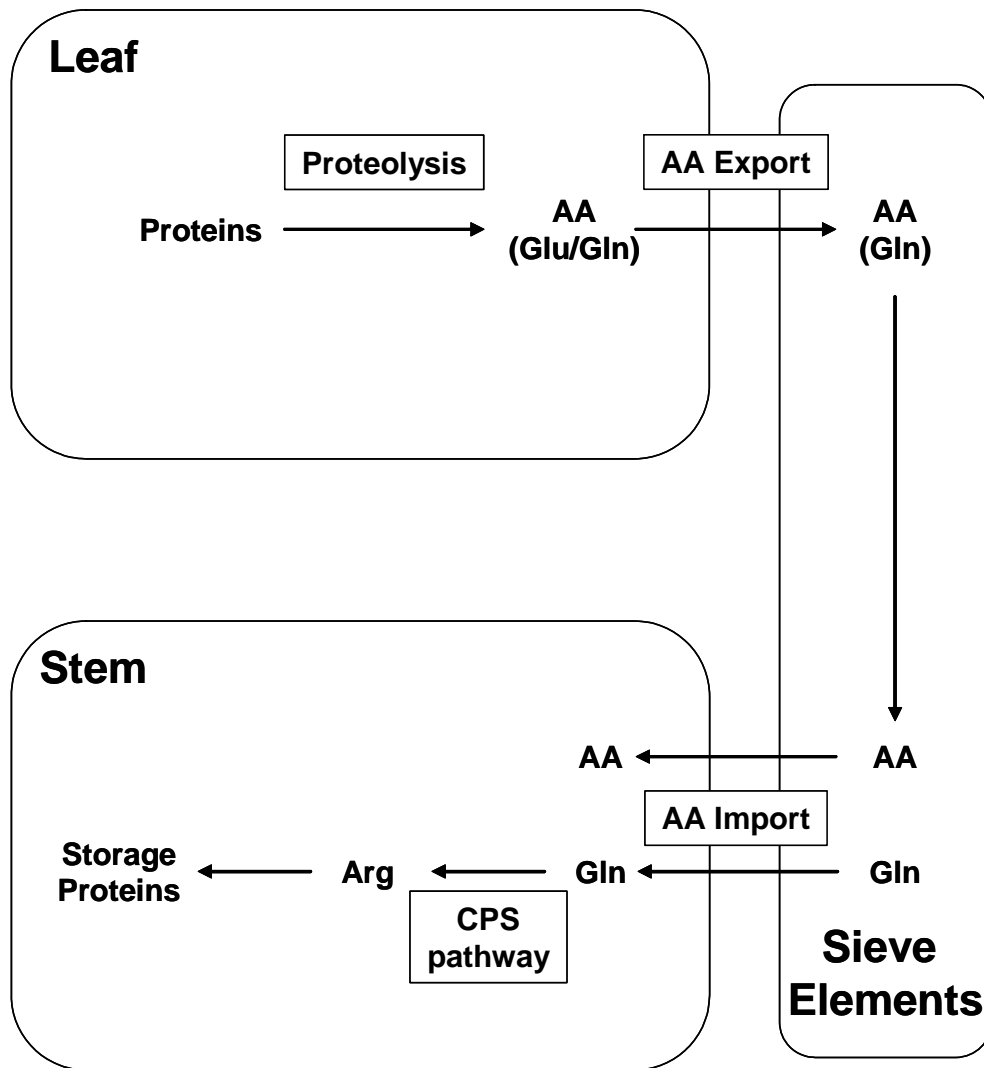 Leaf
Proteolysis
AA Export
Proteins
AA
(Glu/Gln)
AA
(Gln)
Stem
AA
AA
AA Import
Storage
Proteins
Arg
Gln
Gln
CPS
pathway
Sieve
Elements